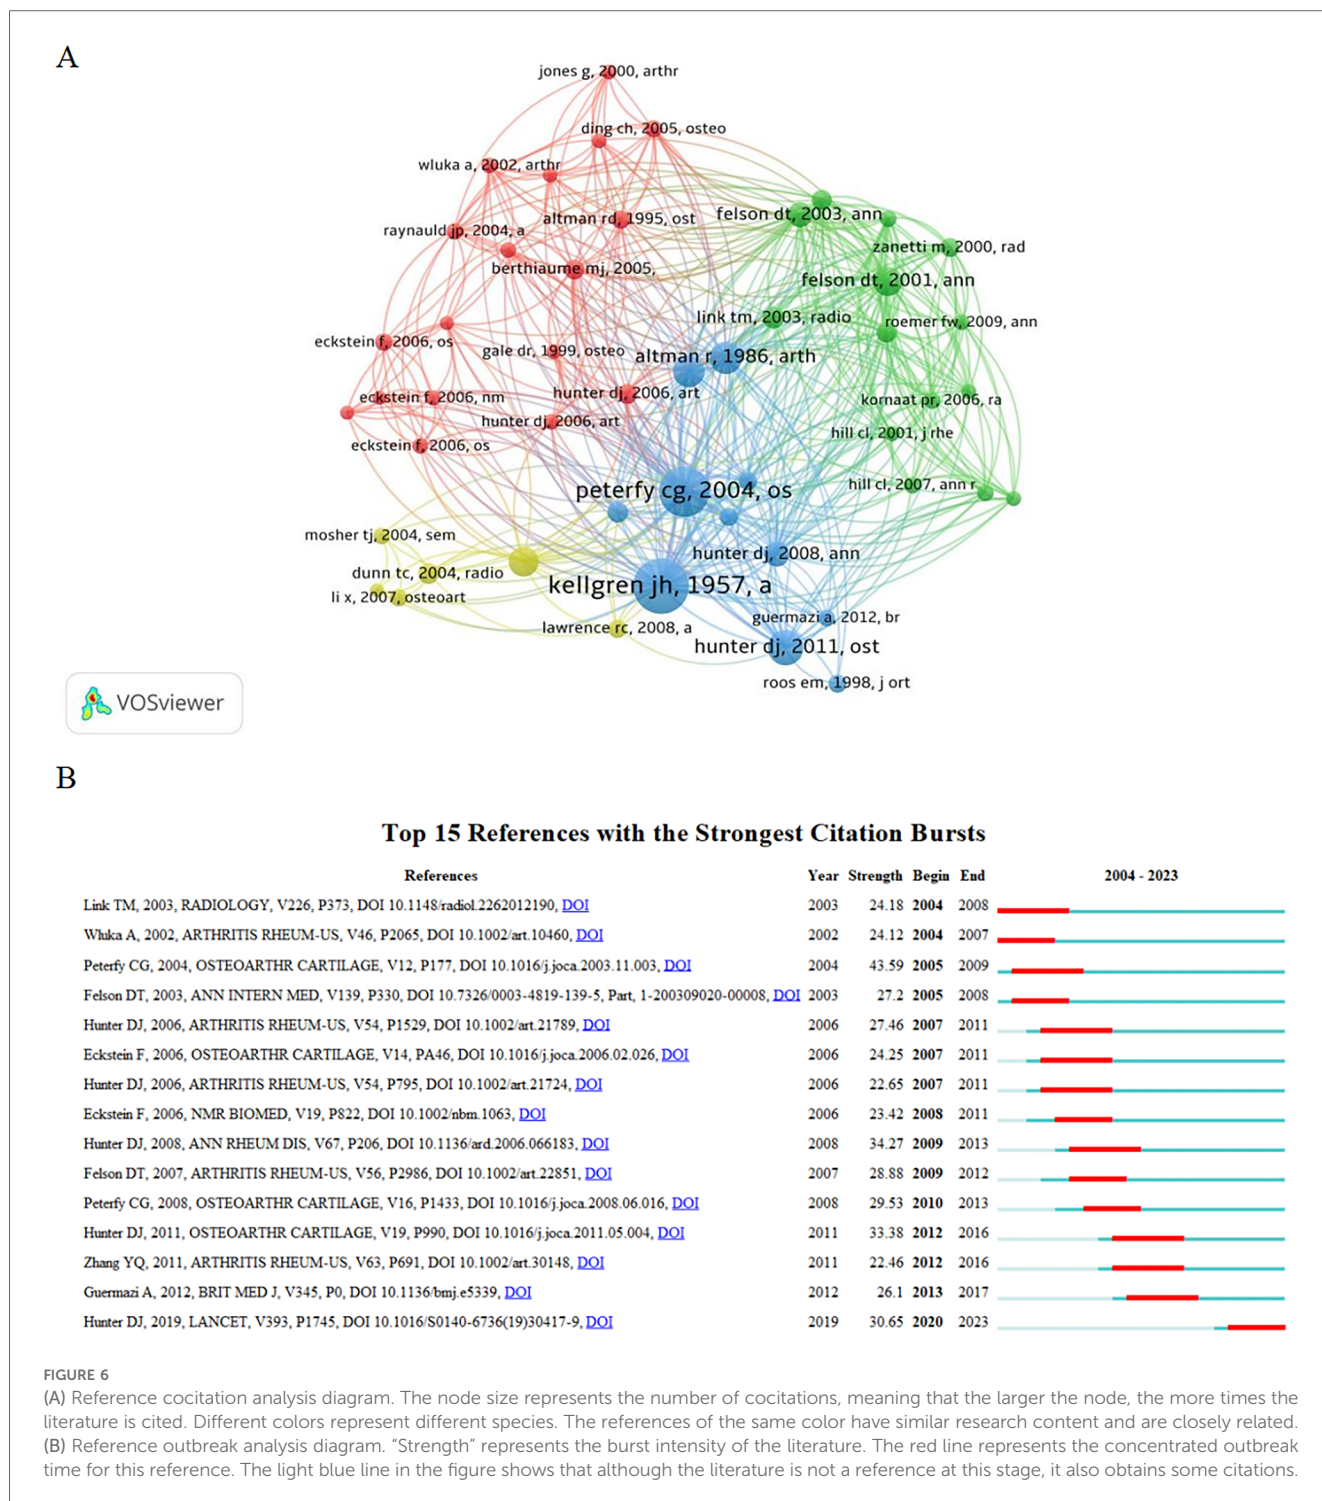 A
jones g, 2000, arthr
ding ch, 2005, osteo
wluka a, 2002, arthr
altman rd, 1995, ost
felson dt, 2003, ann
raynauld jp, 2004, a
zanetti m, 2000, rad
berthiaume mj, 2005,
felson dt, 2001, ann
link tm, 2003, radio
roemer fw, 2009, ann
eckstein f, 2006, os
gale dr, 1999, osteo
altman r, 1986, arth
eckstein f, 2006, nm
hunter dj, 2006, art
kornaat pr, 2006, ra
hunter dj, 2006, art
hill cl, 2001, j rhe
eckstein f, 2006, os
hill cl, 2007, ann r
peterfy cg, 2004, os
mosher tj, 2004, sem
hunter dj, 2008, ann
dunn tc, 2004, radio
kellgren jh, 1957, a
li x, 2007, osteoart
guermazi a, 2012, br
lawrence rc, 2008, a
hunter dj, 2011, ost
roos em, 1998, j ort
VOSviewer
B
Top 15 References with the Strongest Citation Bursts
References Year Strength Begin End 2004 - 2023
Link TM, 2003, RADIOLOGY, V226, P373, DOI 10.1148/radiol.2262012190, DOI 2003 24.18 2004 2008
Wluka A, 2002, ARTHRITIS RHEUM-US, V46, P2065, DOI 10.1002/art.10460, DOI 2002 24.12 2004 2007
Peterfy CG, 2004, OSTEOARTHR CARTILAGE, V12, P177, DOI 10.1016/j.joca.2003.11.003, DOI 2004 43.59 2005 2009
Felson DT, 2003, ANN INTERN MED, V139, P330, DOI 10.7326/0003-4819-139-5, Part, 1-200309020-00008, DOI 2003 27.2 2005 2008
Hunter DJ, 2006, ARTHRITIS RHEUM-US, V54, P1529, DOI 10.1002/art.21789, DOI 2006 27.46 2007 2011
Eckstein F, 2006, OSTEOARTHR CARTILAGE, V14, PA46, DOI 10.1016/j.joca.2006.02.026, DOI 2006 24.25 2007 2011
Hunter DJ, 2006, ARTHRITIS RHEUM-US, V54, P795, DOI 10.1002/art.21724, DOI 2006 22.65 2007 2011
Eckstein F, 2006, NMR BIOMED, V19, P822, DOI 10.1002/nbm.1063, DOI 2006 23.42 2008 2011
Hunter DJ, 2008, ANN RHEUM DIS, V67, P206, DOI 10.1136/ard.2006.066183, DOI 2008 34.27 2009 2013
Felson DT, 2007, ARTHRITIS RHEUM-US, V56, P2986, DOI 10.1002/art.22851, DOI 2007 28.88 2009 2012
Peterfy CG, 2008, OSTEOARTHR CARTILAGE, V16, P1433, DOI 10.1016/j.joca.2008.06.016, DOI 2008 29.53 2010 2013
Hunter DJ, 2011, OSTEOARTHR CARTILAGE, V19, P990, DOI 10.1016/j.joca.2011.05.004, DOI 2011 33.38 2012 2016
Zhang YQ, 2011, ARTHRITIS RHEUM-US, V63, P691, DOI 10.1002/art.30148, DOI 2011 22.46 2012 2016
Guermazi A, 2012, BRIT MED J, V345, P0, DOI 10.1136/bmj.e5339, DOI 2012 26.1 2013 2017
Hunter DJ, 2019, LANCET, V393, P1745, DOI 10.1016/S0140-6736(19)30417-9, DOI 2019 30.65 2020 2023
FIGURE 6
(A) Reference cocitation analysis diagram. The node size represents the number of cocitations, meaning that the larger the node, the more times the
literature is cited. Different colors represent different species. The references of the same color have similar research content and are closely related.
(B) Reference outbreak analysis diagram. "Strength" represents the burst intensity of the literature. The red line represents the concentrated outbreak
time for this reference. The light blue line in the figure shows that although the literature is not a reference at this stage, it also obtains some citations.